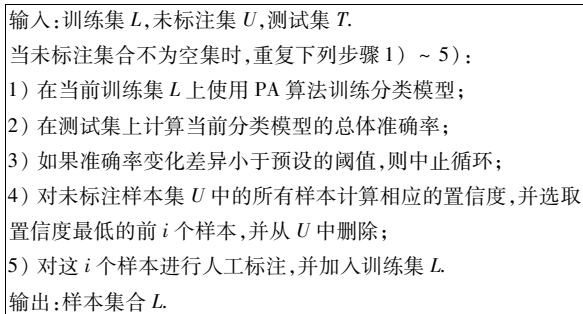 输入:训练集 L,未标注集 U,测试集 T.
当未标注集合不为空集时,重复下列步骤 1) ~ 5):
1) 在当前训练集 L 上使用 PA 算法训练分类模型;
2) 在测试集上计算当前分类模型的总体准确率;
3) 如果准确率变化差异小于预设的阈值,则中止循环;
4) 对未标注样本集 U 中的所有样本计算相应的置信度,并选取
置信度最低的前 i 个样本,并从 U 中删除;
5) 对这 i 个样本进行人工标注,并加入训练集 L.
输出:样本集合 L.